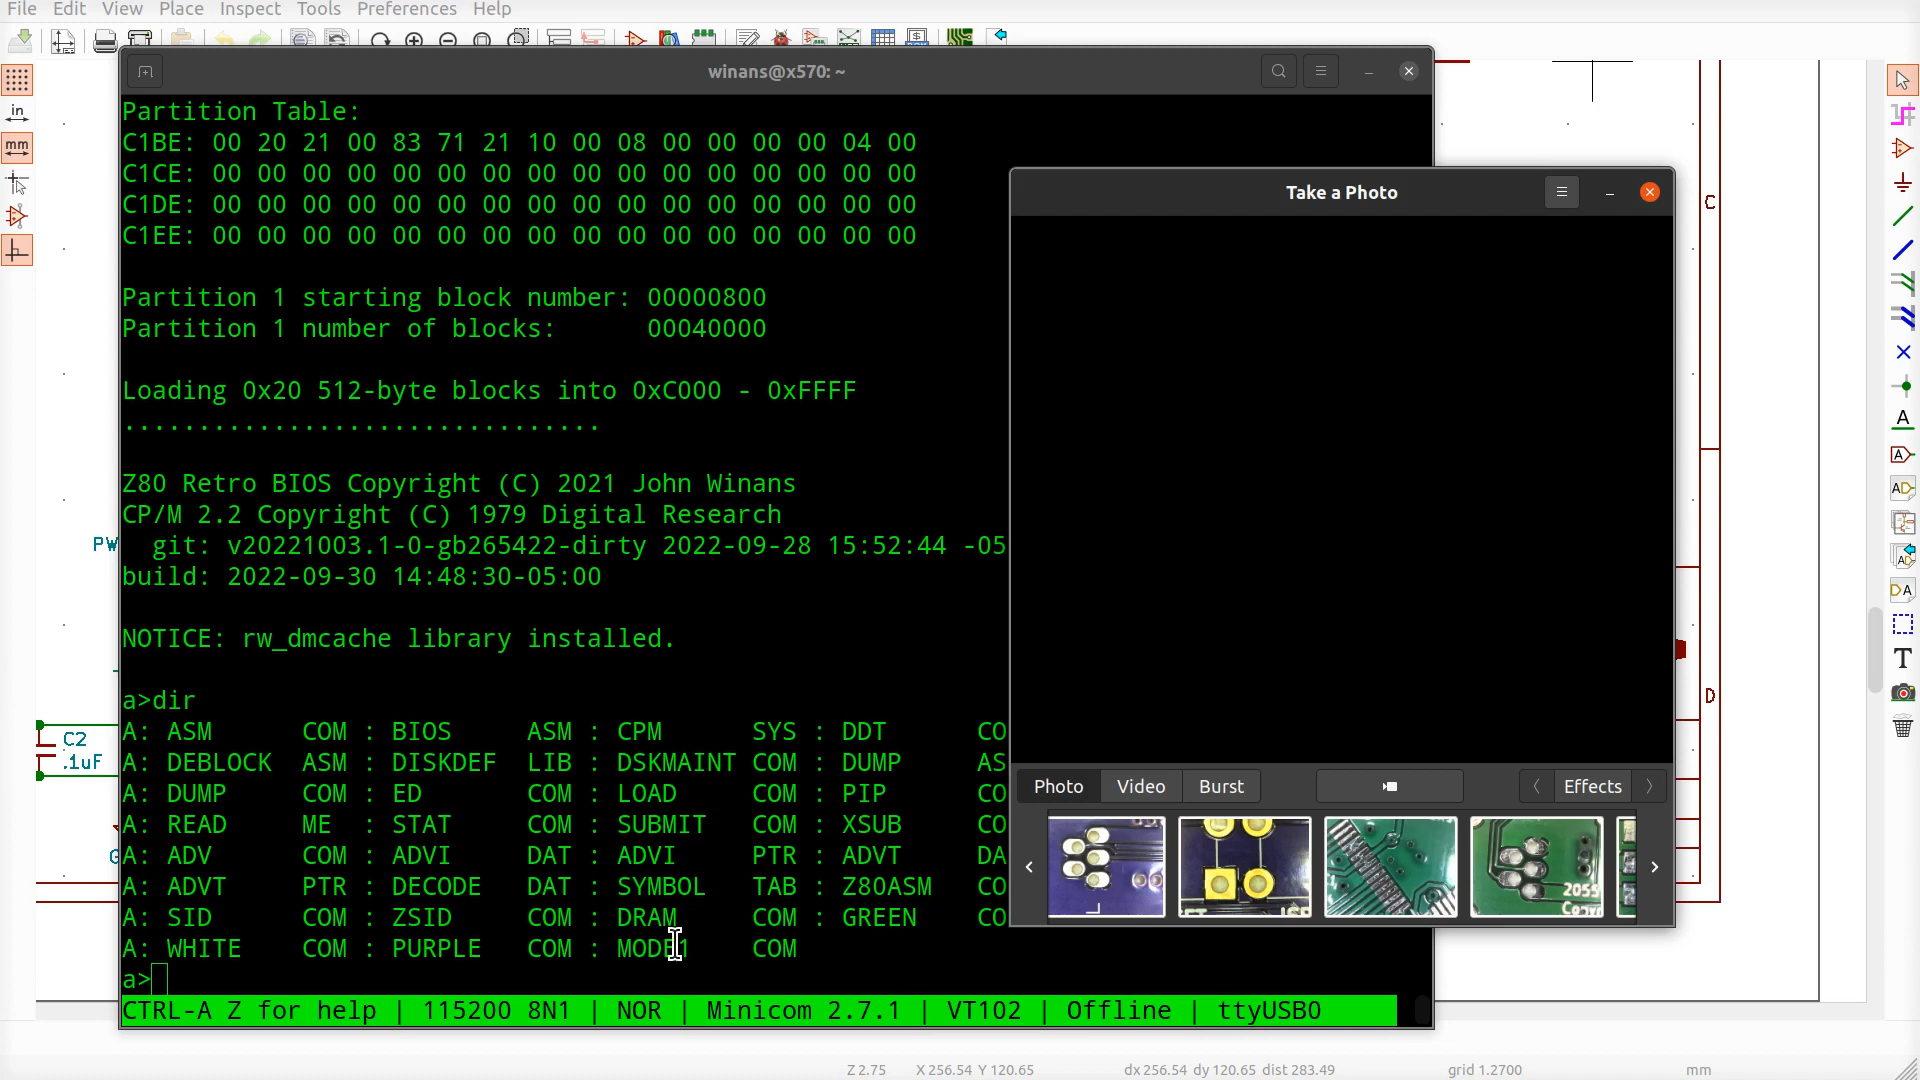 File Edit View Place Inspect Tools Preferences Help
winans@x570: ~
in
mm
Partition Table:
C1BE: 00 20 21 00 83 71 21 10 00 08 00 00 00 00 04 00
C1CE: 00 00 00 00 00 00 00 00 00 00 00 00 00 00 00 00
C1DE: 00 00 00 00 00 00 00 00 00 00 00 00 00 00 00 00
C1EE: 00 00 00 00 00 00 00 00 00 00 00 00 00 00 00 00
Partition 1 starting block number: 00000800
Partition 1 number of blocks:      00040000
Loading 0x20 512-byte blocks into 0xC000 - 0xFFFF
................................
Z80 Retro BIOS Copyright (C) 2021 John Winans
CP/M 2.2 Copyright (C) 1979 Digital Research
git: v20221003.1-0-gb265422-dirty 2022-09-28 15:52:44 -05
build: 2022-09-30 14:48:30-05:00
NOTICE: rw_dmcache library installed.
a>dir
A: ASM      COM : BIOS     ASM : CPM      SYS : DDT      CO
A: DEBLOCK  ASM : DISKDEF  LIB : DSKMAINT COM : DUMP     AS
A: DUMP     COM : ED       COM : LOAD     COM : PIP      CO
A: READ     ME  : STAT     COM : SUBMIT   COM : XSUB     CO
A: ADV      COM : ADVI     DAT : ADVI     PTR : ADVT     DA
A: ADVT     PTR : DECODE   DAT : SYMBOL   TAB : Z80ASM   CO
A: SID      COM : ZSID     COM : DRAM     COM : GREEN    CO
A: WHITE    COM : PURPLE   COM : MODE1    COM
a>
CTRL-A Z for help | 115200 8N1 | NOR | Minicom 2.7.1 | VT102 | Offline | ttyUSB0
PW
C2
.1uF
G
Take a Photo
Photo Video Burst
Effects
2055
C
D
A
A
AD
AD
DA
T
Z 2.75 X 256.54 Y 120.65 dx 256.54 dy 120.65 dist 283.49 grid 1.2700 mm